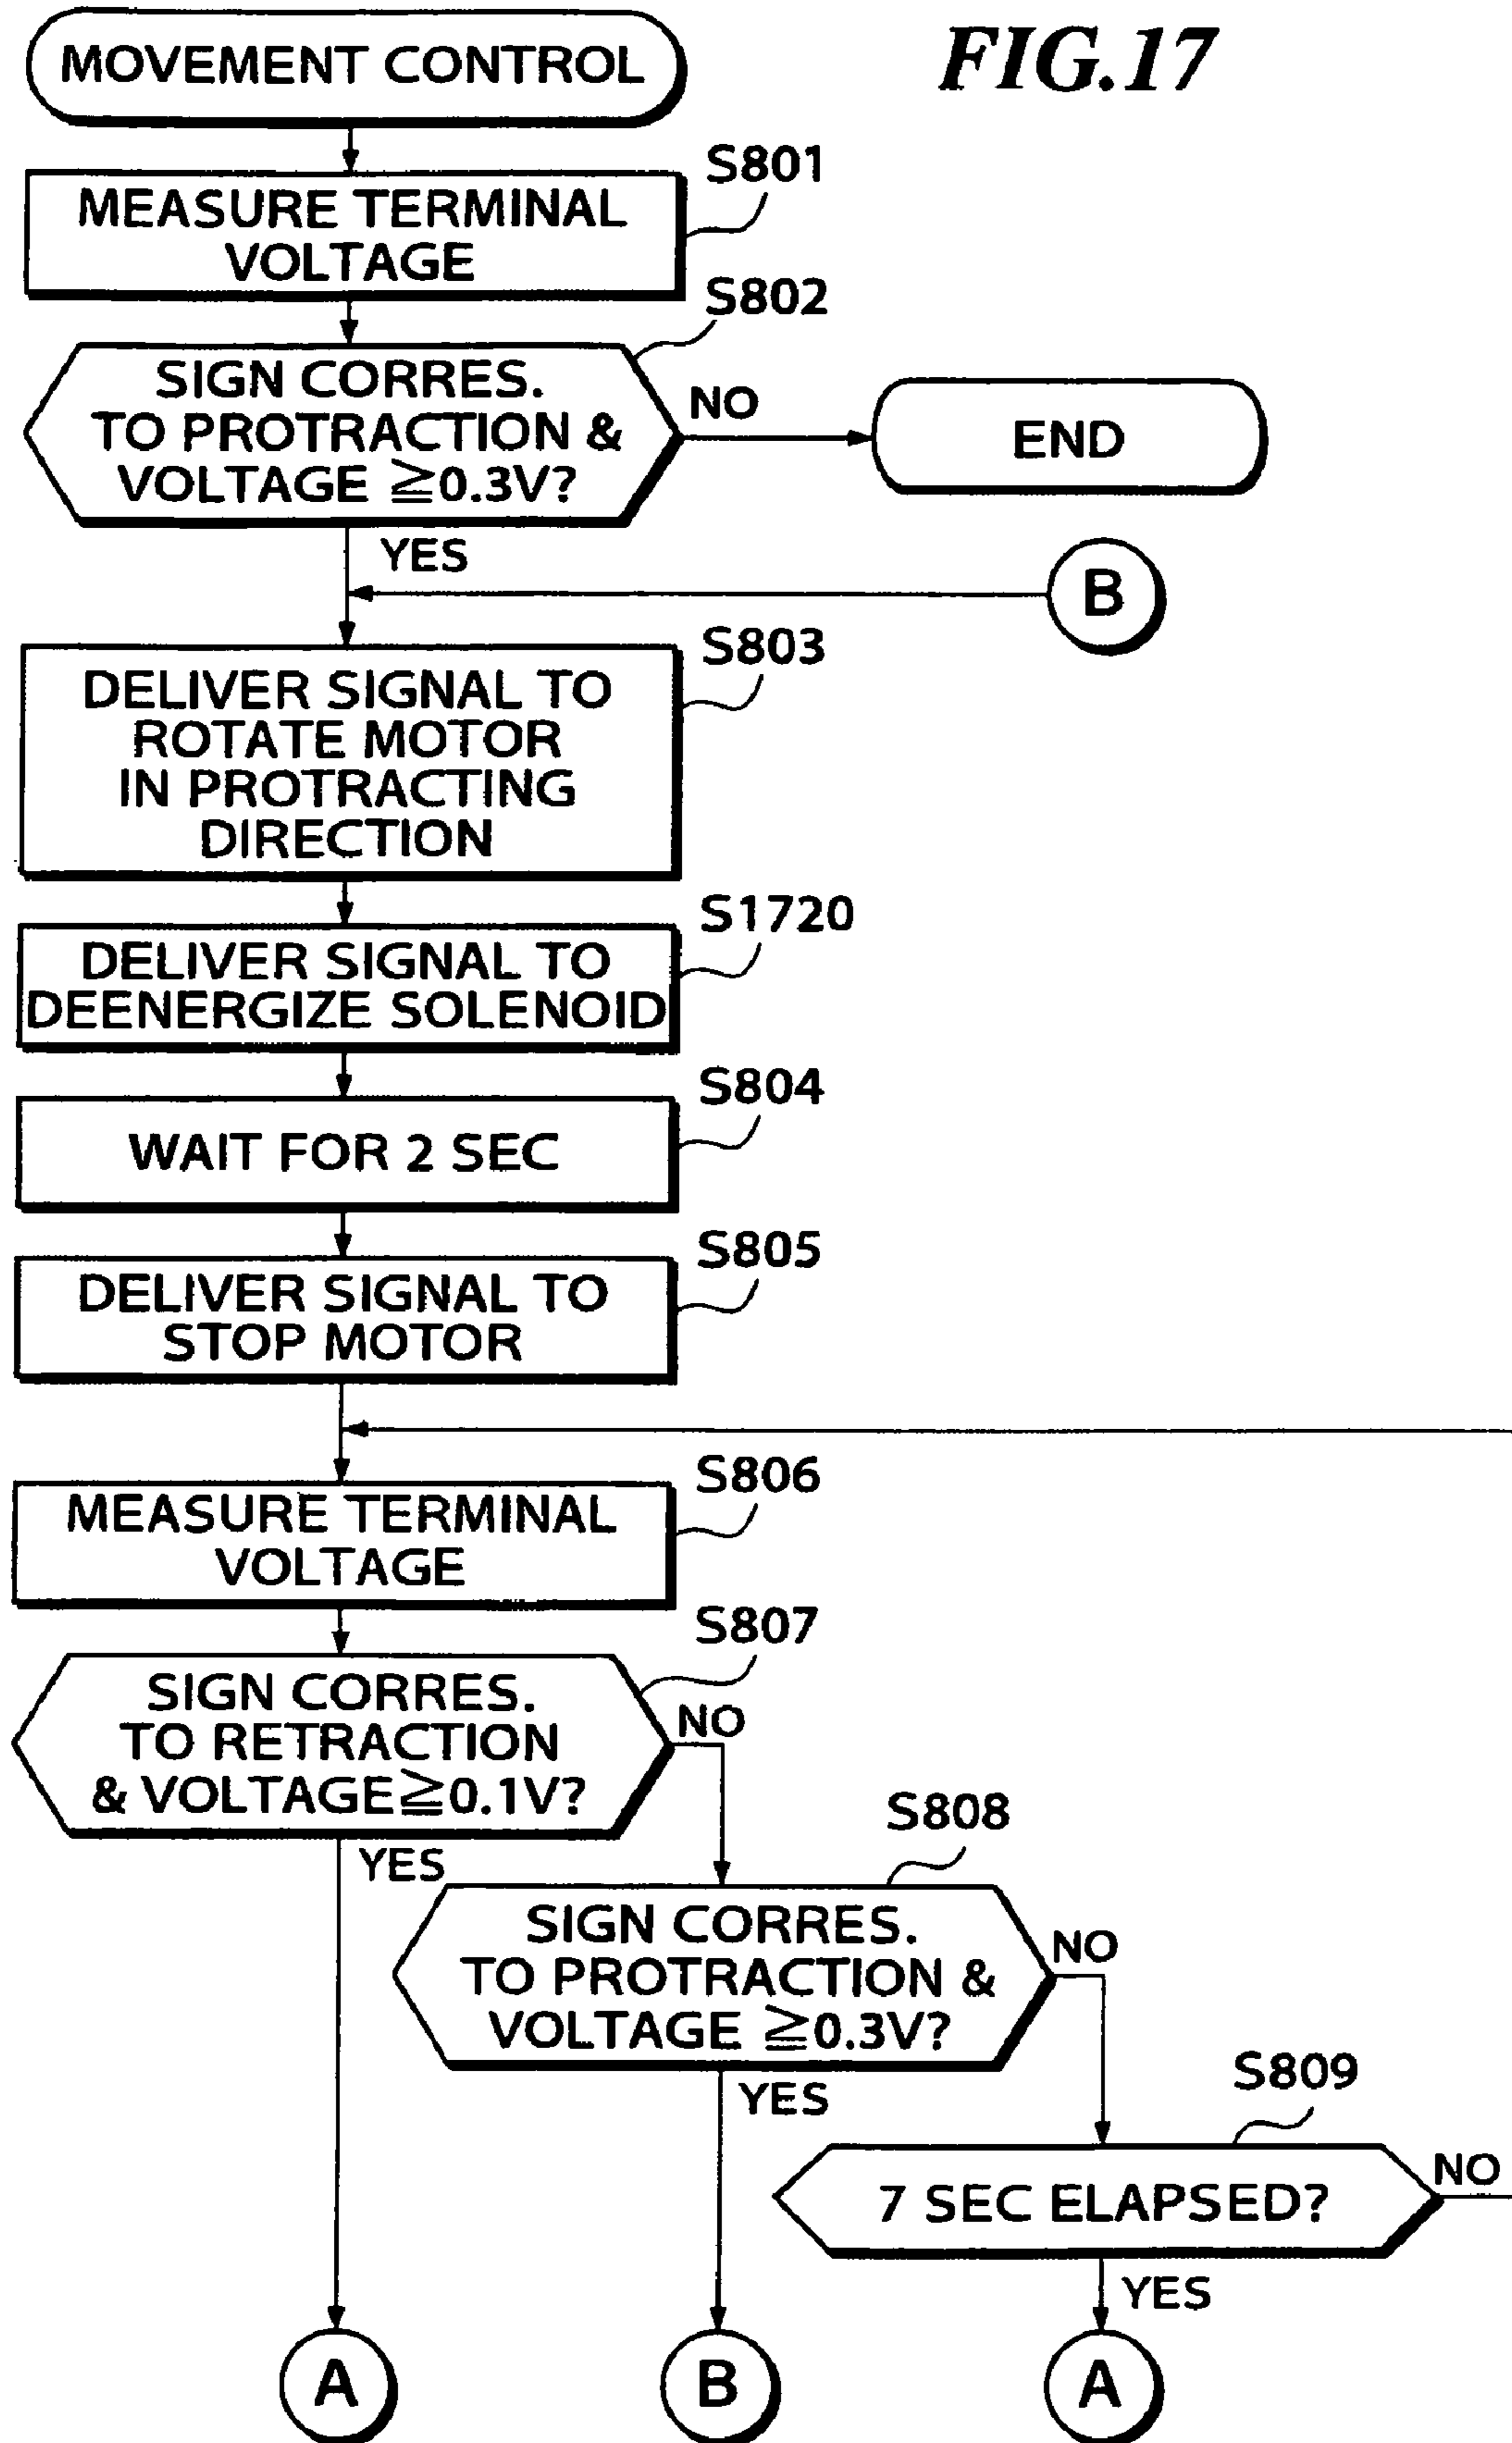 FIG.17
MOVEMENT CONTROL
S801
MEASURE TERMINAL
VOLTAGE
S802
SIGN CORRES.
TO PROTRACTION &
VOLTAGE ≧0.3V?
NO
END
YES
B
S803
DELIVER SIGNAL TO
ROTATE MOTOR
IN PROTRACTING
DIRECTION
S1720
DELIVER SIGNAL TO
DEENERGIZE SOLENOID
S804
WAIT FOR 2 SEC
S805
DELIVER SIGNAL TO
STOP MOTOR
S806
MEASURE TERMINAL
VOLTAGE
S807
SIGN CORRES.
TO RETRACTION
& VOLTAGE≧0.1V?
NO
YES
S808
SIGN CORRES.
TO PROTRACTION &
VOLTAGE ≧0.3V?
NO
YES
S809
7 SEC ELAPSED?
NO
YES
A
B
A